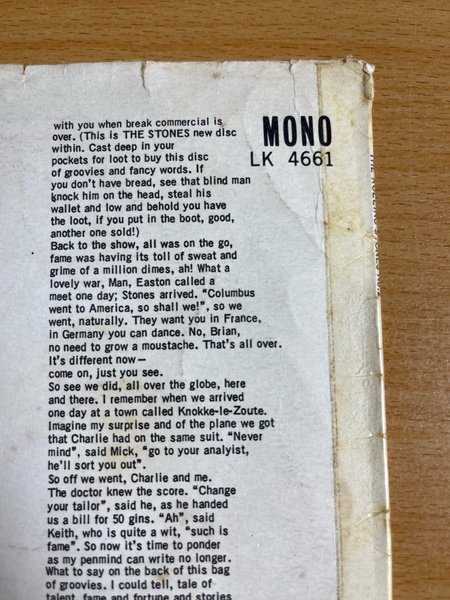 with you when break commercial is
over. (This is THE STONES new disc
within. Cast deep in your
pockets for loot to buy this disc
of groovies and fancy words. If
you don't have bread, see that blind man
knock him on the head, steal his
wallet and low and behold you have
the loot, if you put in the boot, good,
another one sold!)
Back to the show, all was on the go,
fame was having its toll of sweat and
grime of a million dimes, ah! What a
lovely war, Man, Easton called a
meet one day; Stones arrived. "Columbus
went to America, so shall we!", so we
went, naturally. They want you in France,
in Germany you can dance. No, Brian,
no need to grow a moustache. That's all over.
It's different now—
come on, just you see.
So see we did, all over the globe, here
and there. I remember when we arrived
one day at a town called Knokke-le-Zoute.
Imagine my surprise and of the plane we got
that Charlie had on the same suit. "Never
mind", said Mick, "go to your analyist,
he'll sort you out".
So off we went, Charlie and me.
The doctor knew the score. "Change
your tailor", said he, as he handed
us a bill for 50 gins. "Ah", said
Keith, who is quite a wit, "such is
fame". So now it's time to ponder
as my penmind can write no longer.
What to say on the back of this bag
of groovies. I could tell, tale of
talent, fame and fortune and stories
MONO
LK 4661